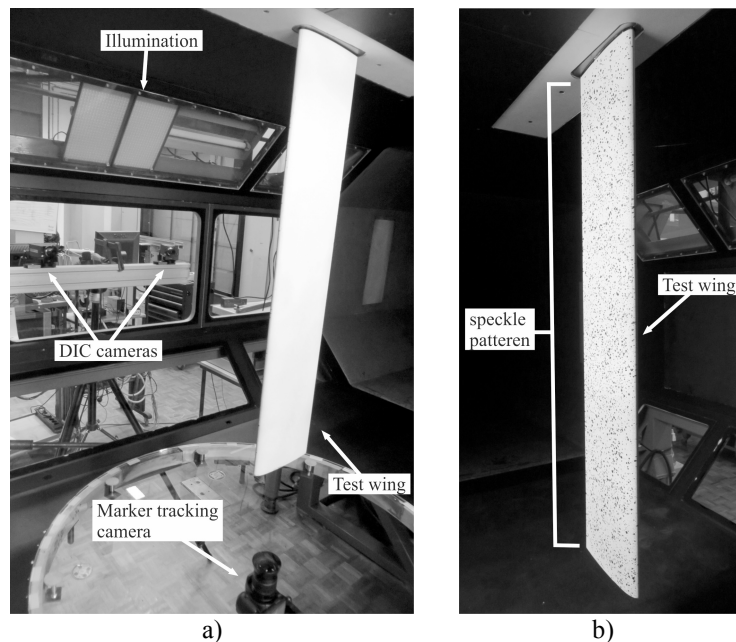 Illumination
DIC cameras
Test wing
Marker tracking
camera
a)
speckle
patteren
Test wing
b)